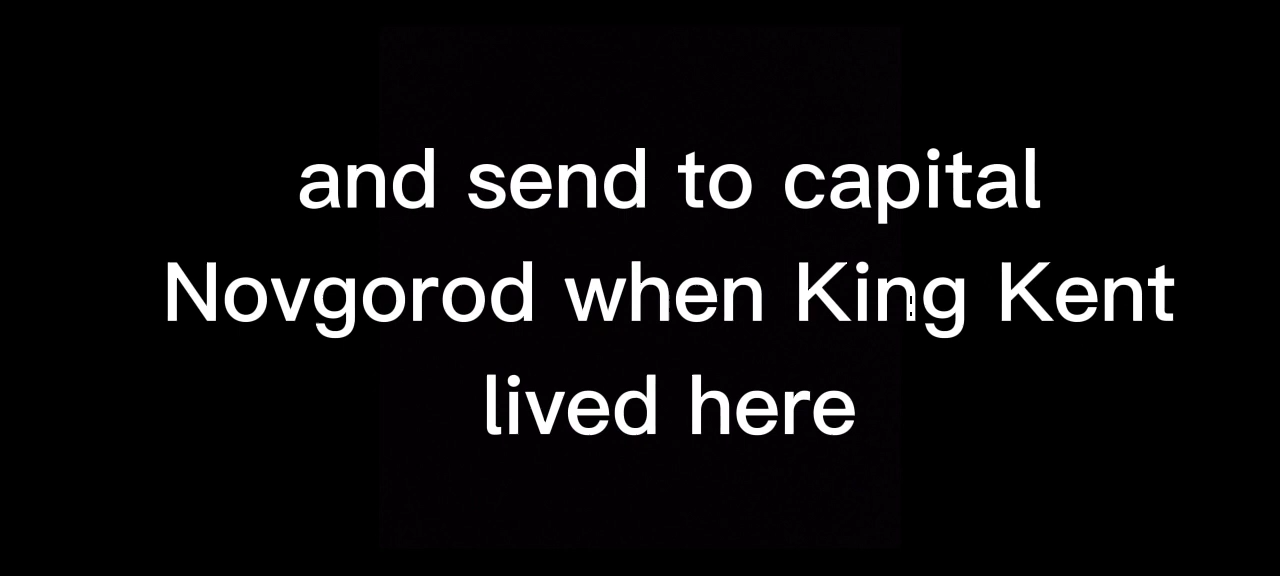 and send to capital
Novgorod when King Kent
lived here